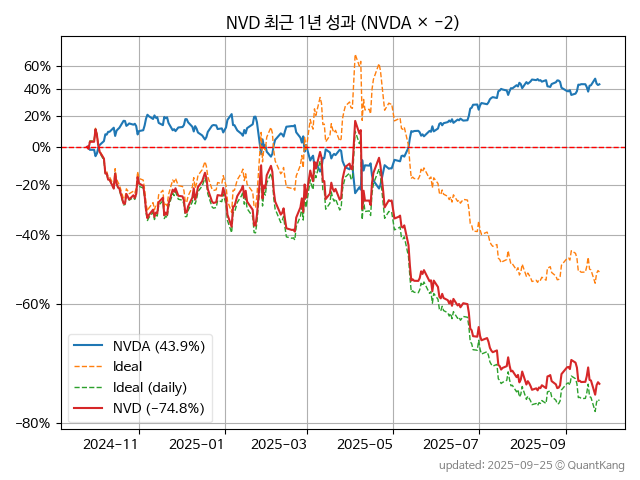 NVD 최근 1년 성과 (NVDA × −2)
60%
40%
20%
0%
−20%
−40%
−60%
−80%
NVDA (43.9%)
Ideal
Ideal (daily)
NVD (−74.8%)
2024−11
2025−01
2025−03
2025−05
2025−07
2025−09
updated: 2025-09-25 © QuantKang